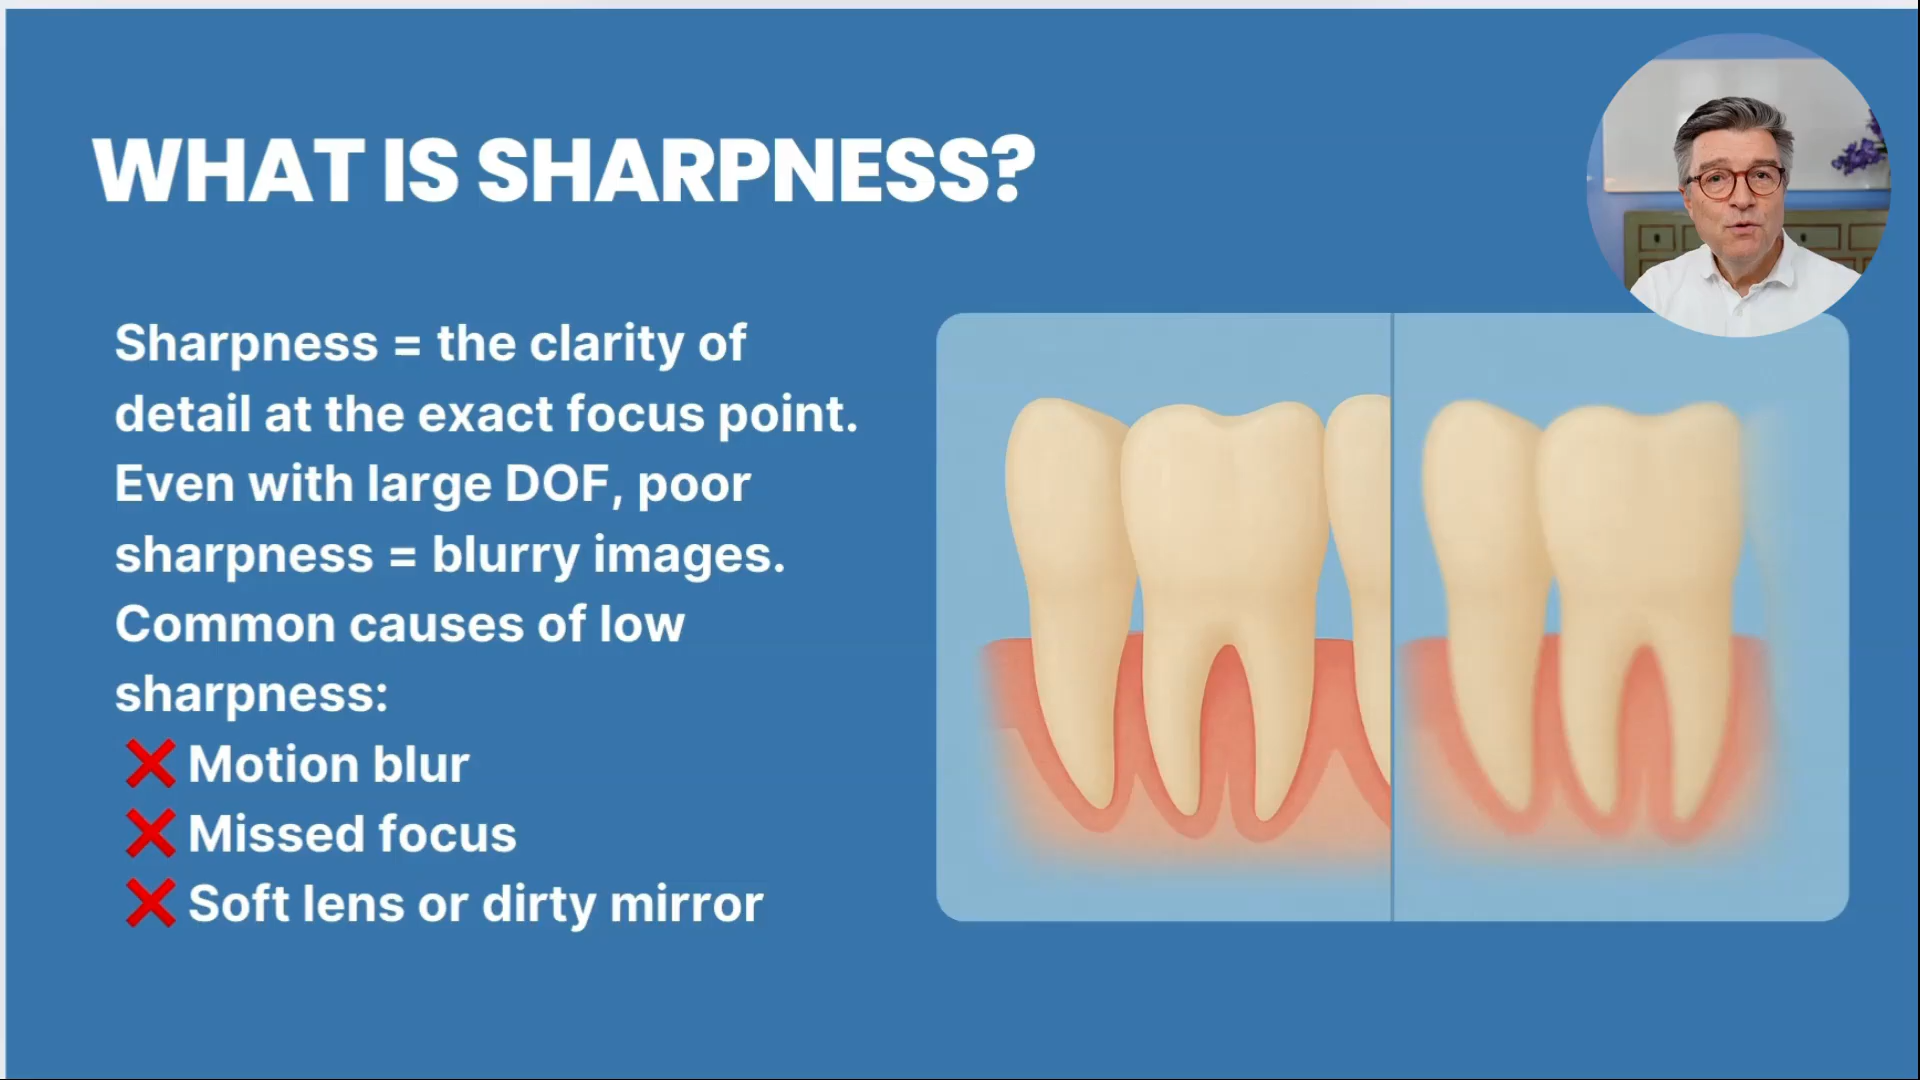 WHAT IS SHARPNESS?
Sharpness = the clarity of
detail at the exact focus point.
Even with large DOF, poor
sharpness = blurry images.
Common causes of low
sharpness:
❌ Motion blur
❌ Missed focus
❌ Soft lens or dirty mirror